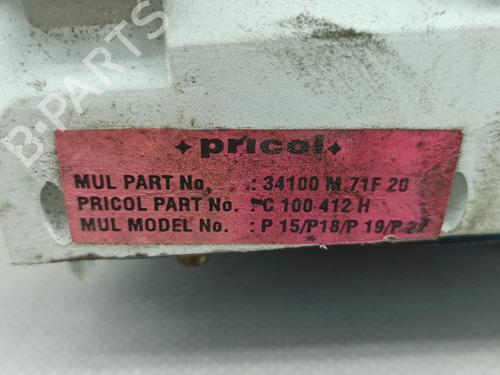 B-PARTS
pricol
MUL PART No. : 34100 M 71F 20
PRICOL PART No. : C 100 412 H
MUL MODEL No. : P 15/P18/P 19/P